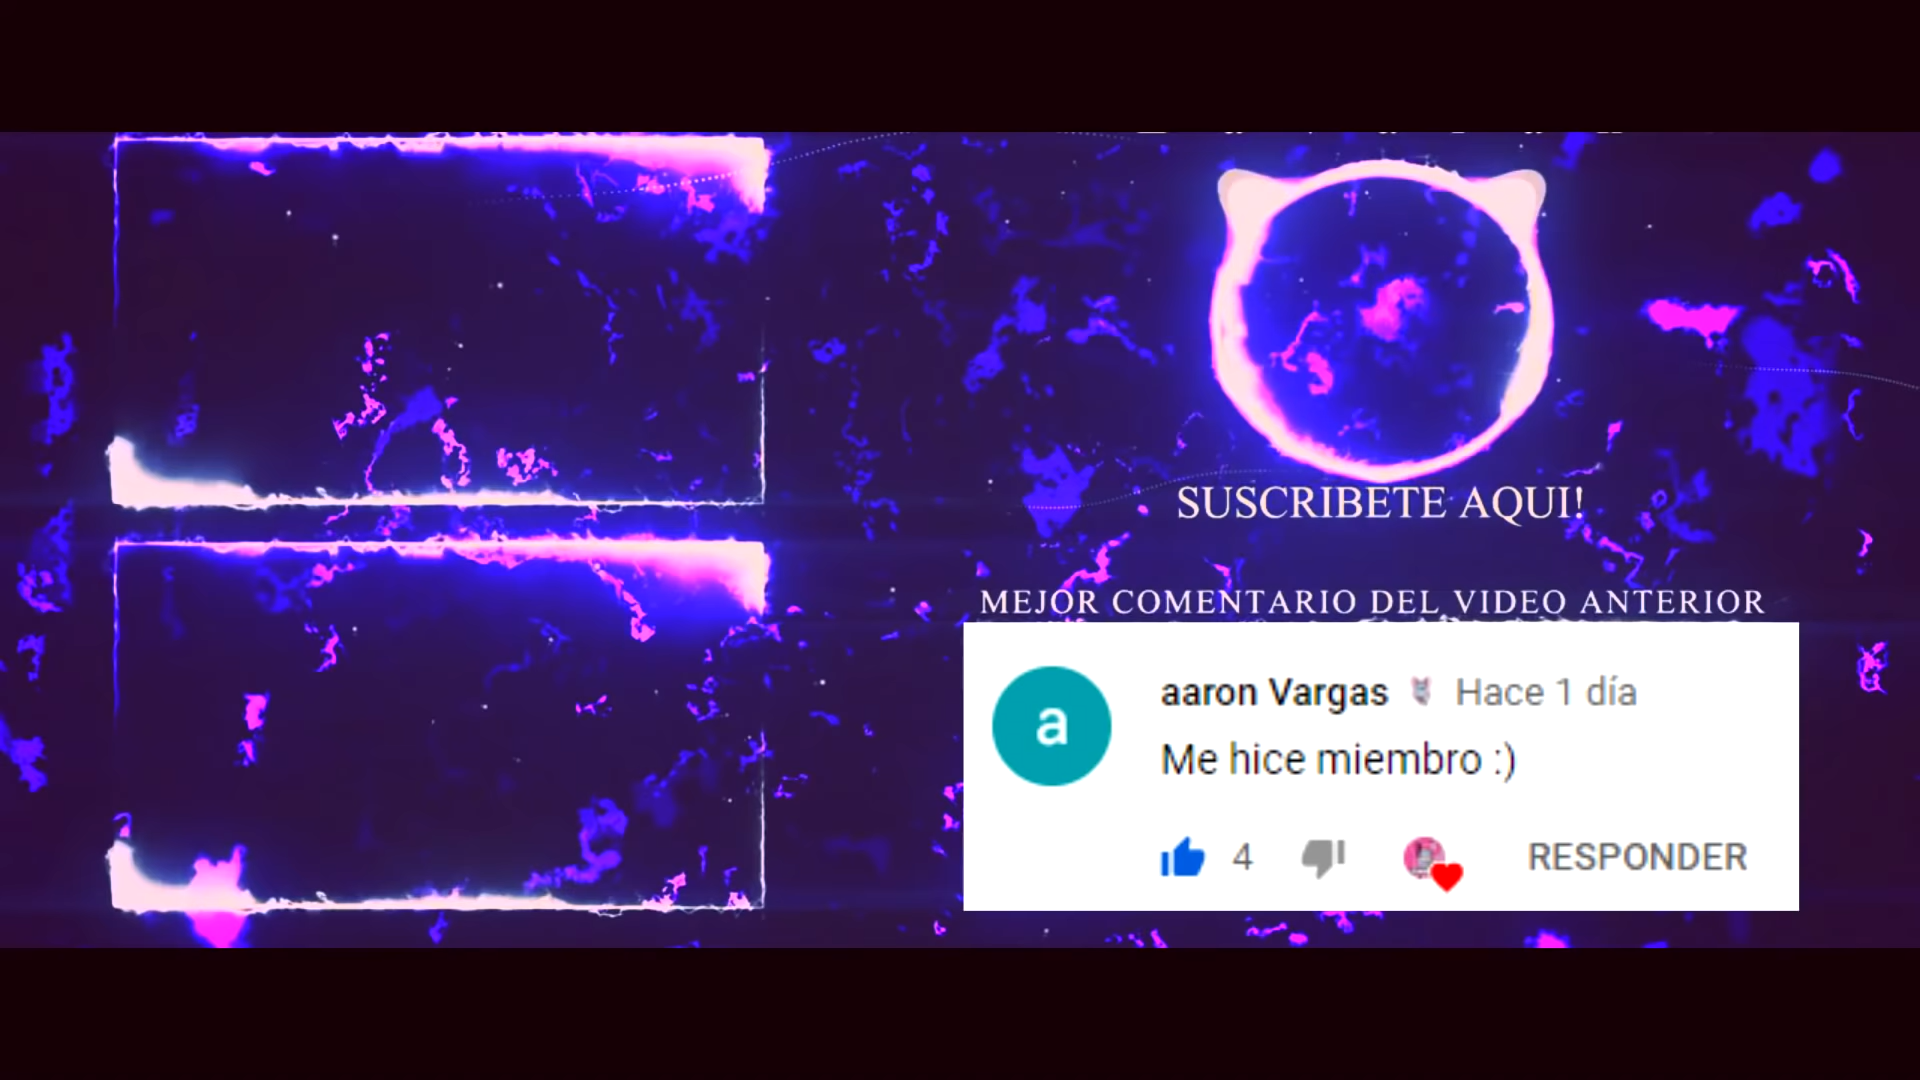 SUSCRIBETE AQUI!
MEJOR COMENTARIO DEL VIDEO ANTERIOR
a
aaron Vargas Hace 1 día
Me hice miembro :)
4 RESPONDER